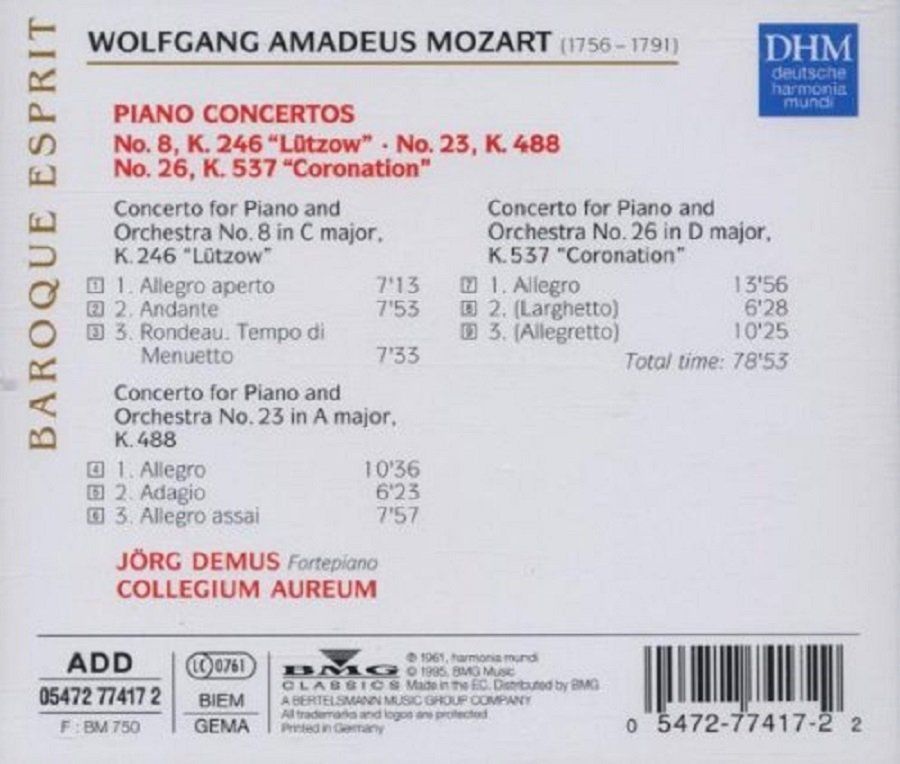 BAROQUE ESPRIT
WOLFGANG AMADEUS MOZART (1756–1791)
DHM
deutsche
harmonia
mundi
PIANO CONCERTOS
No. 8, K. 246 “Lützow” · No. 23, K. 488
No. 26, K. 537 “Coronation”
Concerto for Piano and
Orchestra No. 8 in C major,
K. 246 “Lützow”
1 1. Allegro aperto 7'13
2 2. Andante 7'53
3 3. Rondeau. Tempo di
Menuetto 7'33
Concerto for Piano and
Orchestra No. 23 in A major,
K. 488
4 1. Allegro 10'36
5 2. Adagio 6'23
6 3. Allegro assai 7'57
Concerto for Piano and
Orchestra No. 26 in D major,
K. 537 “Coronation”
7 1. Allegro 13'56
8 2. (Larghetto) 6'28
9 3. (Allegretto) 10'25
Total time: 78'53
JÖRG DEMUS Fortepiano
COLLEGIUM AUREUM
ADD
05472 77417 2
F : BM 750
LC 0761
BIEM
GEMA
BMG
CLASSICS
℗ 1961, harmonia mundi
© 1995, BMG Music
Made in the EC. Distributed by BMG
A BERTELSMANN MUSIC GROUP COMPANY
All trademarks and logos are protected
Printed in Germany
0 5472-77417-2 2